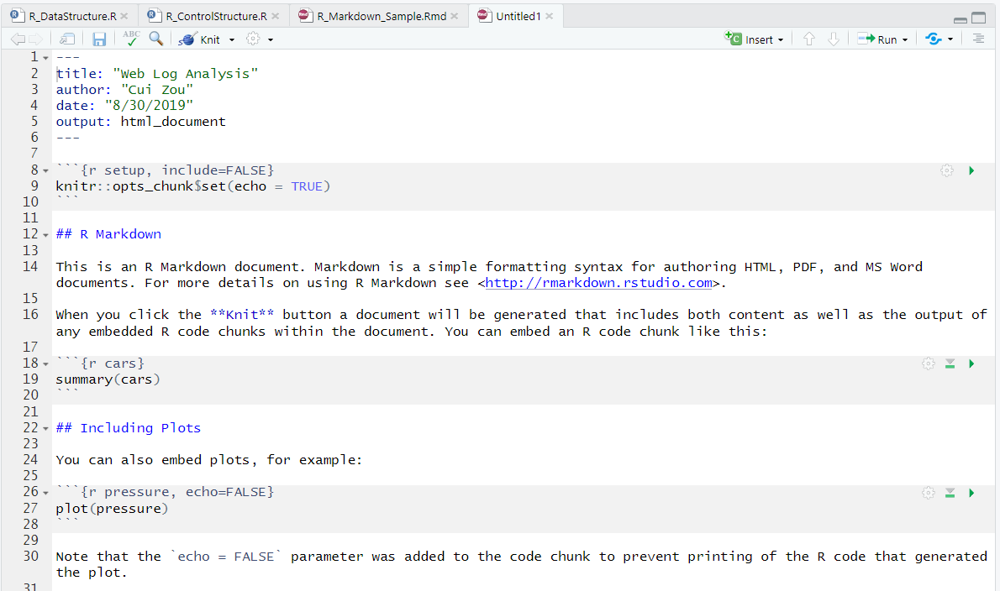 R_DataStructure.R
R_ControlStructure.R
R_Markdown_Sample.Rmd
Untitled1
ABC
Knit
Insert
Run
1 ---
2 title: "Web Log Analysis"
3 author: "Cui Zou"
4 date: "8/30/2019"
5 output: html_document
6 ---
7
8 ```{r setup, include=FALSE}
9 knitr::opts_chunk$set(echo = TRUE)
10 ```
11
12 ## R Markdown
13
14 This is an R Markdown document. Markdown is a simple formatting syntax for authoring HTML, PDF, and MS Word
documents. For more details on using R Markdown see <http://rmarkdown.rstudio.com>.
15
16 When you click the **Knit** button a document will be generated that includes both content as well as the output of
any embedded R code chunks within the document. You can embed an R code chunk like this:
17
18 ```{r cars}
19 summary(cars)
20 ```
21
22 ## Including Plots
23
24 You can also embed plots, for example:
25
26 ```{r pressure, echo=FALSE}
27 plot(pressure)
28 ```
29
30 Note that the `echo = FALSE` parameter was added to the code chunk to prevent printing of the R code that generated
the plot.
31